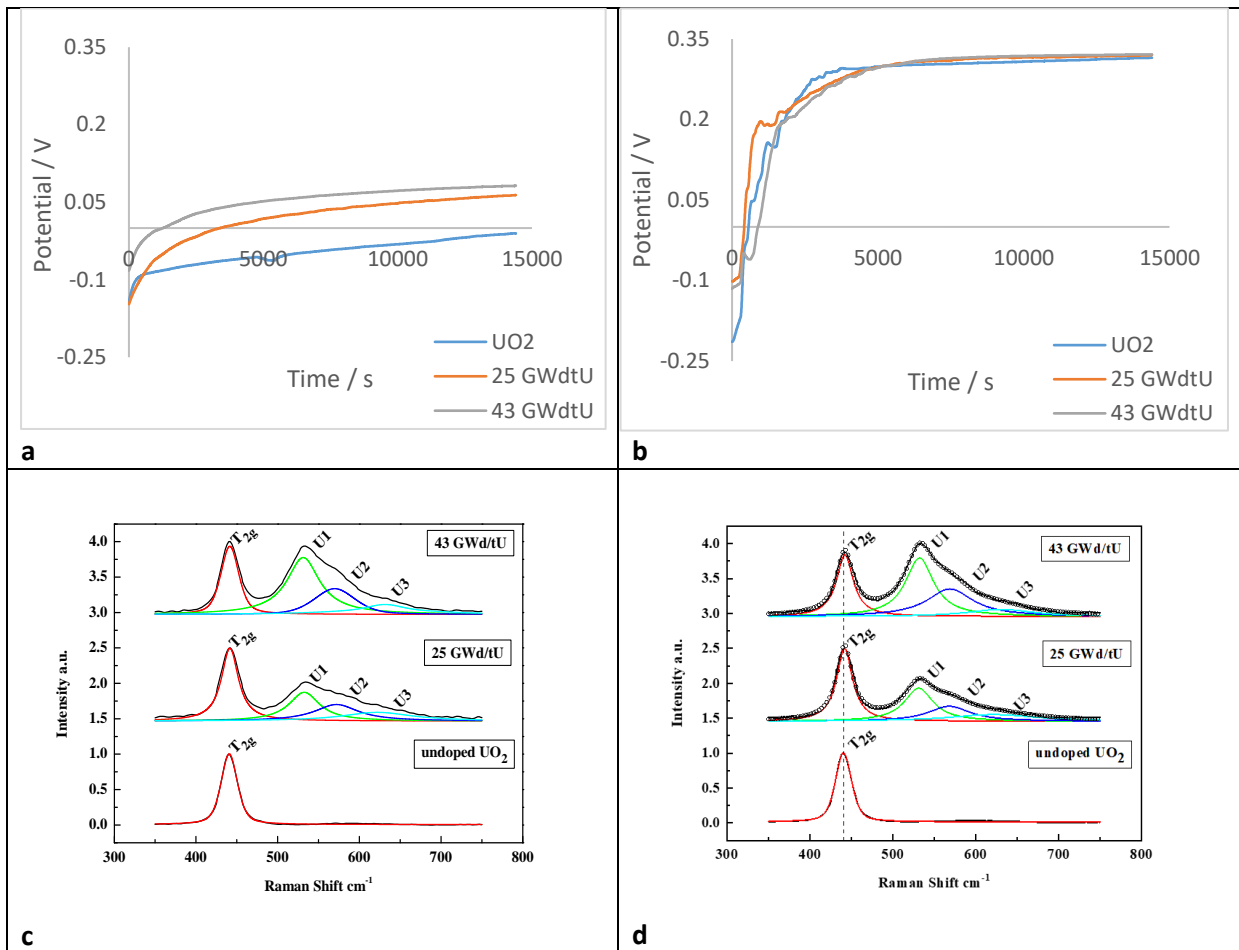 0.35
0.2
0.05
-0.1
-0.25
Potential / V
0
5000
10000
15000
Time / s
UO2
25 GWdtU
43 GWdtU
a
0.35
0.2
0.05
-0.1
-0.25
Potential / V
0
5000
10000
15000
Time / s
UO2
25 GWdtU
43 GWdtU
b
4.0
3.5
3.0
2.5
2.0
1.5
1.0
0.5
0.0
Intensity a.u.
T2g
U1
U2
U3
43 GWd/tU
T2g
U1
U2
U3
25 GWd/tU
T2g
undoped UO2
300 400 500 600 700 800
Raman Shift cm-1
c
4.0
3.5
3.0
2.5
2.0
1.5
1.0
0.5
0.0
Intensity a.u.
T2g
U1
U2
U3
43 GWd/tU
T2g
U1
U2
U3
25 GWd/tU
T2g
undoped UO2
300 400 500 600 700 800
Raman Shift cm-1
d